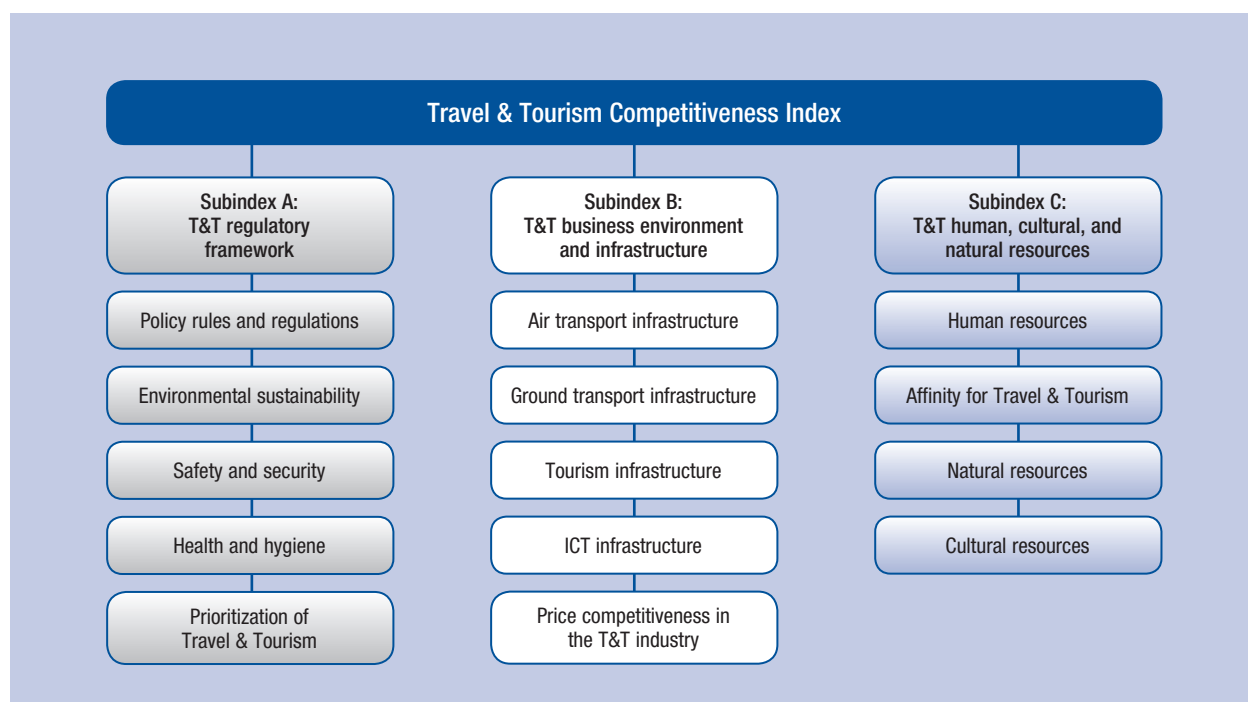 Travel & Tourism Competitiveness Index
Subindex A:
T&T regulatory
framework
Policy rules and regulations
Environmental sustainability
Safety and security
Health and hygiene
Prioritization of
Travel & Tourism
Subindex B:
T&T business environment
and infrastructure
Air transport infrastructure
Ground transport infrastructure
Tourism infrastructure
ICT infrastructure
Price competitiveness in
the T&T industry
Subindex C:
T&T human, cultural, and
natural resources
Human resources
Affinity for Travel & Tourism
Natural resources
Cultural resources